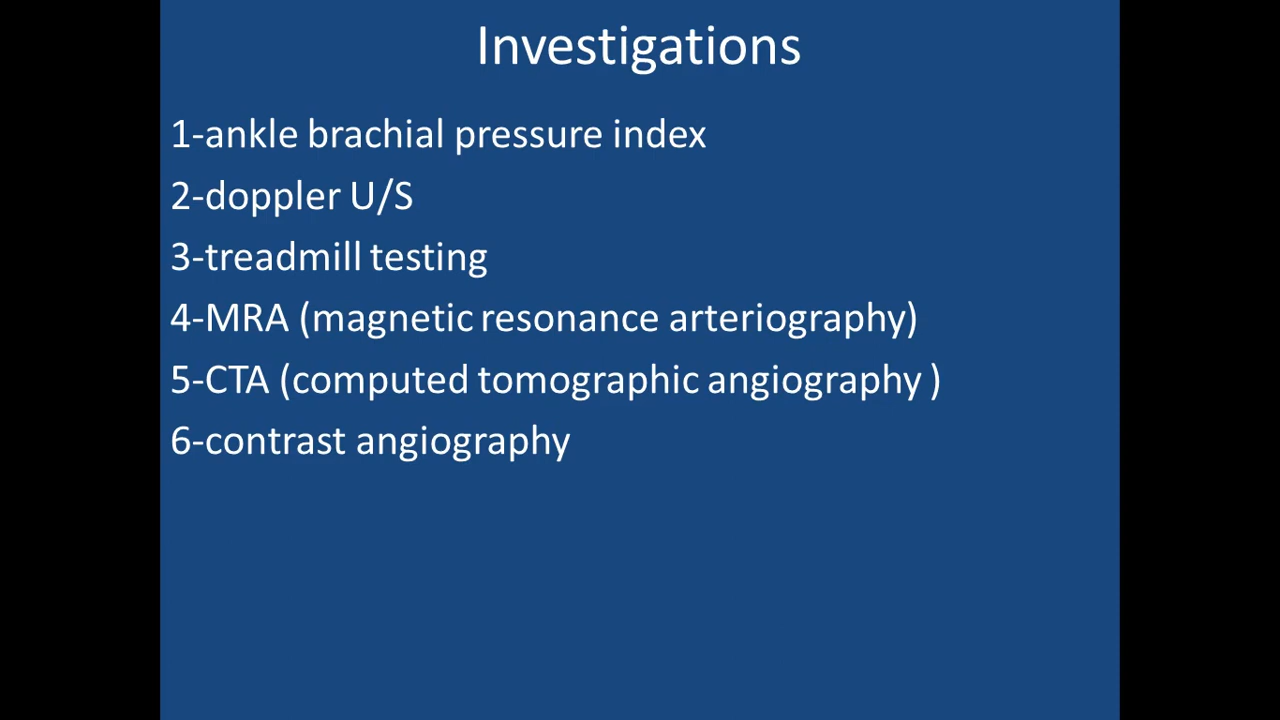 Investigations
1-ankle brachial pressure index
2-doppler U/S
3-treadmill testing
4-MRA (magnetic resonance arteriography)
5-CTA (computed tomographic angiography )
6-contrast angiography